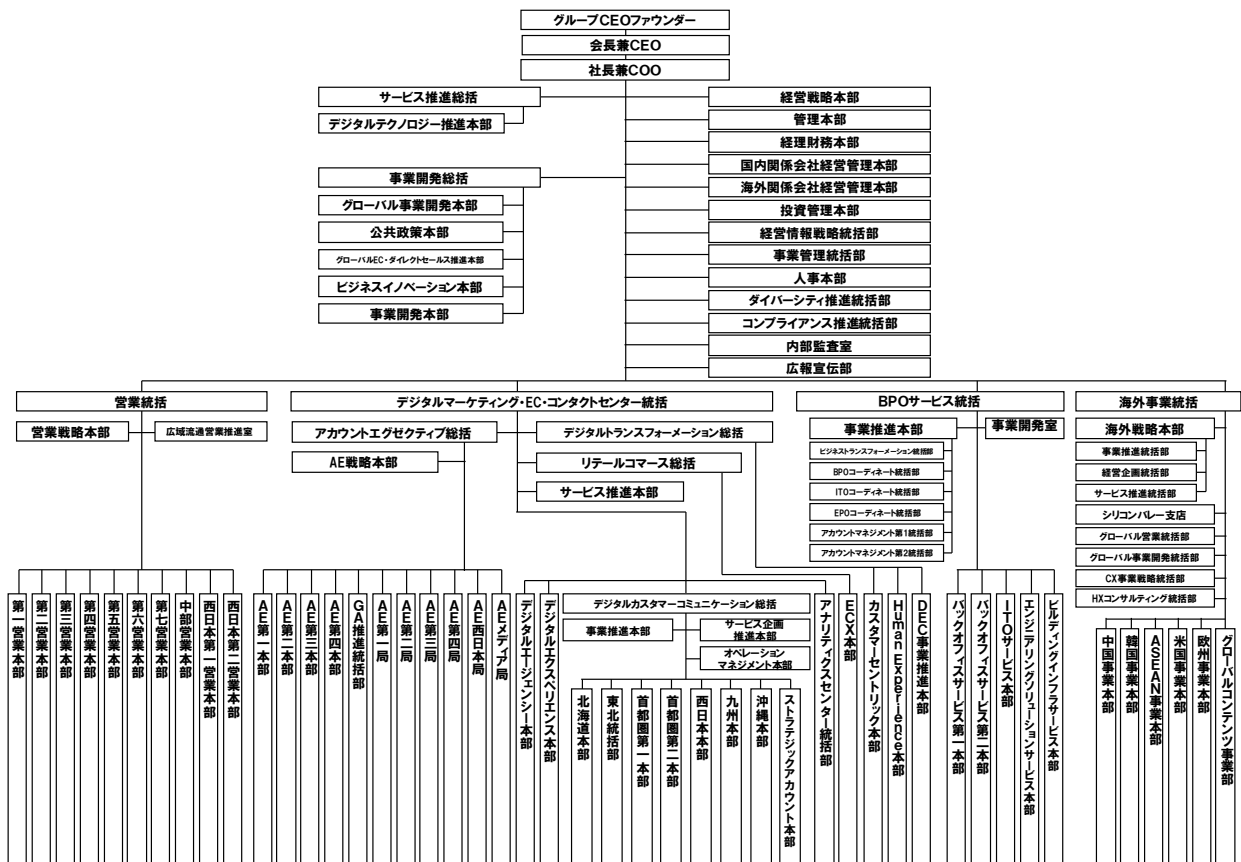 グループCEOファウンダー
会長兼CEO
社長兼COO
サービス推進総括
デジタルテクノロジー推進本部
事業開発総括
グローバル事業開発本部
公共政策本部
グローバルEC・ダイレクトセールス推進本部
ビジネスイノベーション本部
事業開発本部
経営戦略本部
管理本部
経理財務本部
国内関係会社経営管理本部
海外関係会社経営管理本部
投資管理本部
経営情報戦略統括部
事業管理統括部
人事本部
ダイバーシティ推進統括部
コンプライアンス推進統括部
内部監査室
広報宣伝部
営業統括
営業戦略本部
広域流通営業推進室
第一営業本部
第二営業本部
第三営業本部
第四営業本部
第五営業本部
第六営業本部
第七営業本部
中部営業本部
西日本第一営業本部
西日本第二営業本部
デジタルマーケティング・EC・コンタクトセンター統括
アカウントエグゼクティブ総括
AE戦略本部
デジタルトランスフォーメーション総括
リテールコマース総括
サービス推進本部
AE第一本部
AE第二本部
AE第三本部
AE第四本部
GA推進統括部
AE第一局
AE第二局
AE第三局
AE第四局
AE西日本局
AEメディア局
デジタルエージェンシー本部
デジタルエクスペリエンス本部
デジタルカスタマーコミュニケーション総括
事業推進本部
サービス企画
推進本部
オペレーション
マネジメント本部
北海道本部
東北統括部
首都圏第一本部
首都圏第二本部
西日本本部
九州本部
沖縄本部
ストラテジックアカウント本部
アナリティクスセンター統括部
ECX本部
カスタマーセントリック本部
Human Experience本部
DEC事業推進本部
BPOサービス統括
事業推進本部
事業開発室
ビジネストランスフォーメーション統括部
BPOコーディネート統括部
ITOコーディネート統括部
EPOコーディネート統括部
アカウントマネジメント第1統括部
アカウントマネジメント第2統括部
バックオフィスサービス第一本部
バックオフィスサービス第二本部
ITOサービス本部
エンジニアリングソリューションサービス本部
ビルディングインフラサービス本部
海外事業統括
海外戦略本部
事業推進統括部
経営企画統括部
サービス推進統括部
シリコンバレー支店
グローバル営業統括部
グローバル事業開発統括部
CX事業戦略統括部
HXコンサルティング統括部
中国事業本部
韓国事業本部
ASEAN事業本部
米国事業本部
欧州事業本部
グローバルコンテンツ事業部